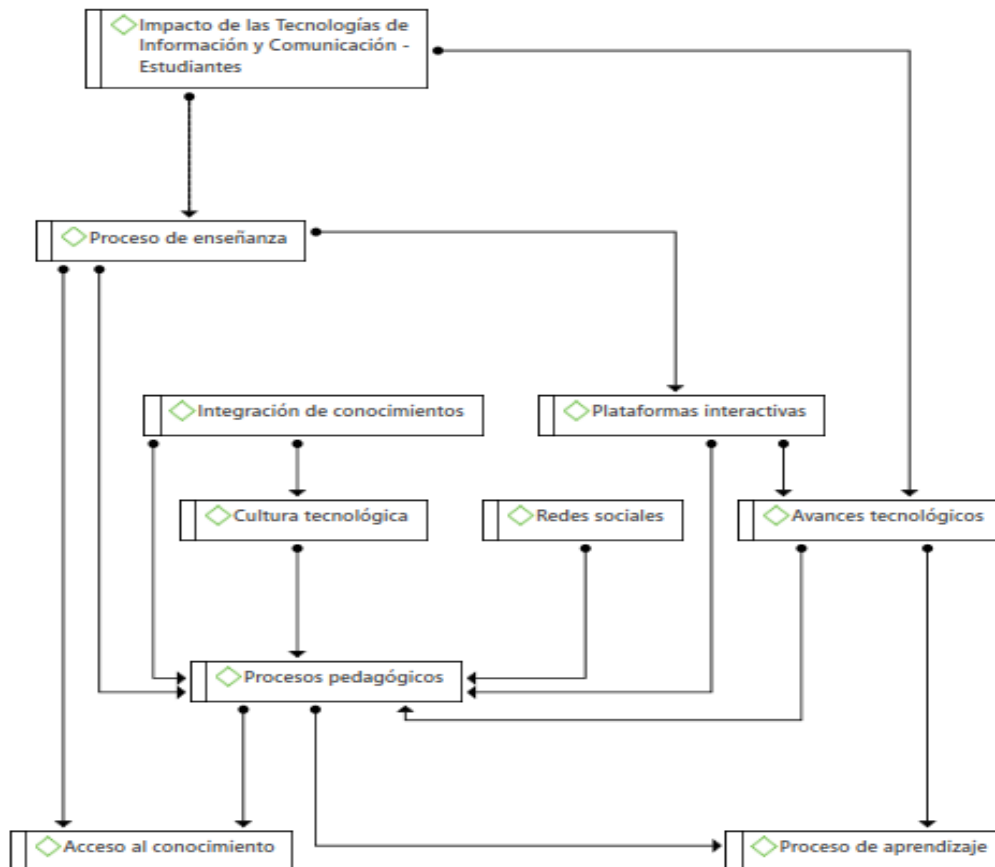 Impacto de las Tecnologías de
Información y Comunicación -
Estudiantes
Proceso de enseñanza
Integración de conocimientos
Plataformas interactivas
Cultura tecnológica
Redes sociales
Avances tecnológicos
Procesos pedagógicos
Acceso al conocimiento
Proceso de aprendizaje